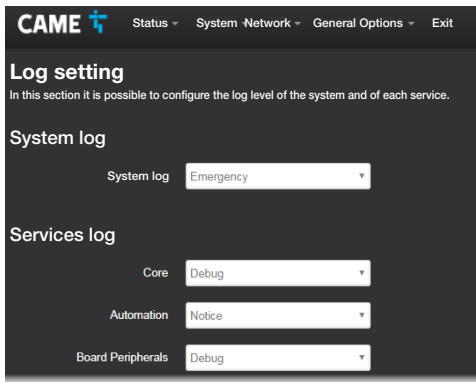 CAME Status System Network General Options Exit
Log setting
In this section it is possible to configure the log level of the system and of each service.
System log
System log Emergency
Services log
Core Debug
Automation Notice
Board Peripherals Debug